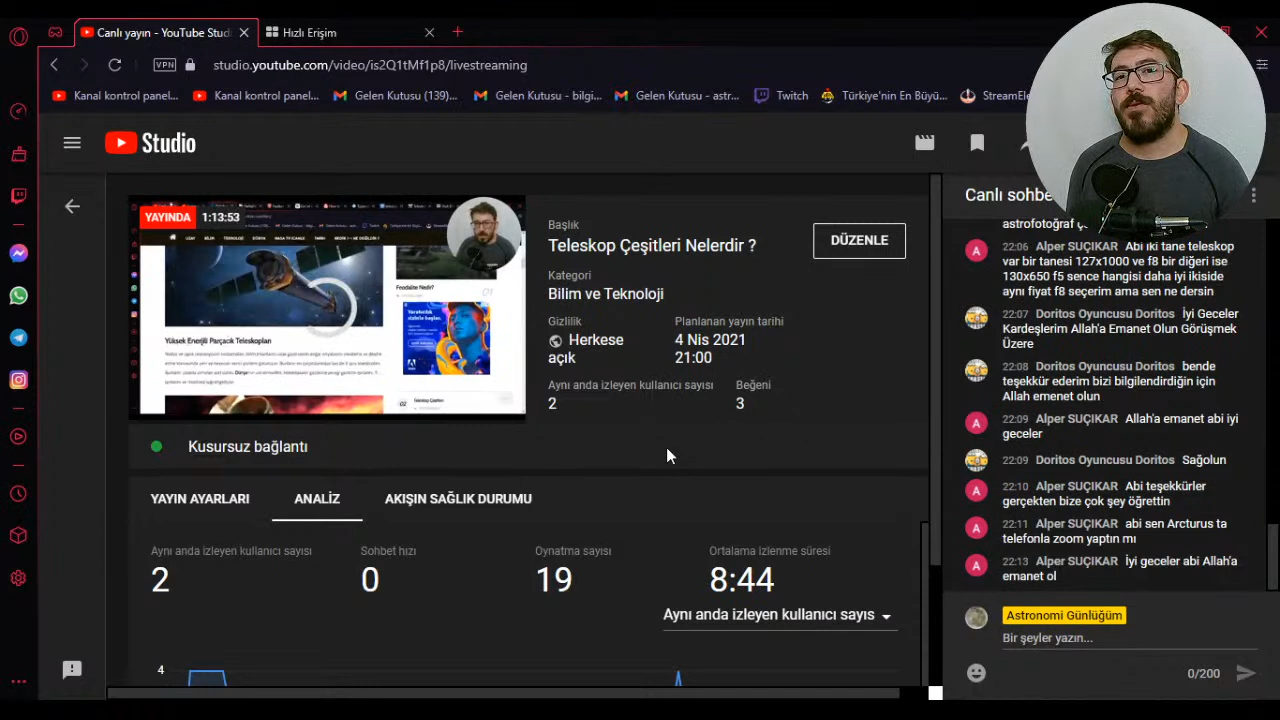 Canlı yayın - YouTube Stud
Hızlı Erişim
VPN
studio.youtube.com/video/is2Q1tMf1p8/livestreaming
Kanal kontrol panel...
Kanal kontrol panel...
Gelen Kutusu (139)...
Gelen Kutusu - bilgi...
Gelen Kutusu - astr...
Twitch
Türkiye'nin En Büyü...
StreamEle
Studio
YAYINDA 1:13:53
Feodalite Nedir?
01
Yüksek Enerjili Parçacık Teleskopları
02
Teleskop Çeşitleri
Başlık
Teleskop Çeşitleri Nelerdir ?
DÜZENLE
Kategori
Bilim ve Teknoloji
Gizlilik
Herkese
açık
Planlanan yayın tarihi
4 Nis 2021
21:00
Aynı anda izleyen kullanıcı sayısı
2
Beğeni
3
Kusursuz bağlantı
YAYIN AYARLARI
ANALİZ
AKIŞIN SAĞLIK DURUMU
Aynı anda izleyen kullanıcı sayısı
2
Sohbet hızı
0
Oynatma sayısı
19
Ortalama izlenme süresi
8:44
Aynı anda izleyen kullanıcı sayıs
4
Canlı sohbe
22:06 Alper SUÇIKAR Abi iki tane teleskop
var bir tanesi 127x1000 ve f8 bir diğeri ise
130x650 f5 sence hangisi daha iyi ikiside
aynı fiyat f8 seçerim ama sen ne dersin
22:07 Doritos Oyuncusu Doritos İyi Geceler
Kardeşlerim Allah'a Emanet Olun Görüşmek
Üzere
22:08 Doritos Oyuncusu Doritos bende
teşekkür ederim bizi bilgilendirdiğin için
Allah emanet olun
22:09 Alper SUÇIKAR Allah'a emanet abi iyi
geceler
22:09 Doritos Oyuncusu Doritos Sağolun
22:10 Alper SUÇIKAR Abi teşekkürler
gerçekten bize çok şey öğrettin
22:11 Alper SUÇIKAR abi sen Arcturus ta
telefonla zoom yaptın mı
22:13 Alper SUÇIKAR İyi geceler abi Allah'a
emanet ol
Astronomi Günlüğüm
Bir şeyler yazın...
0/200